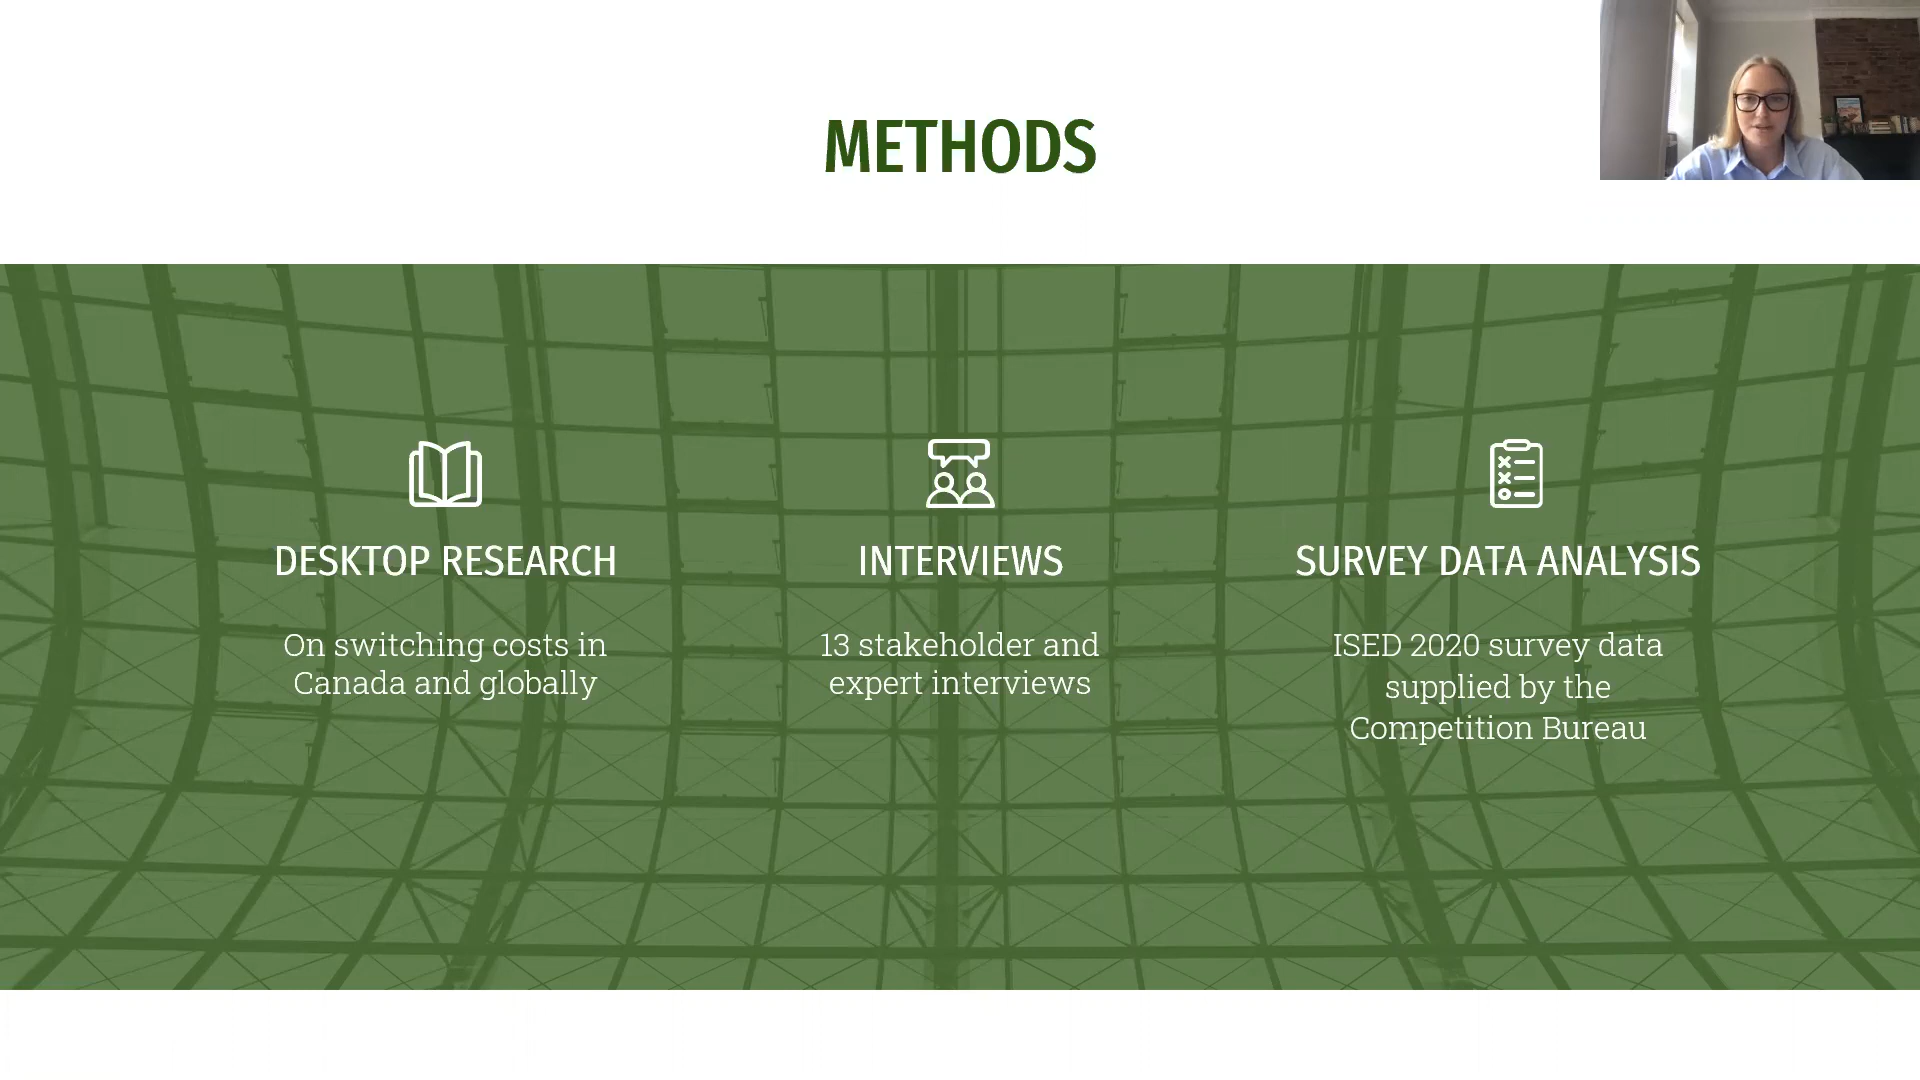 METHODS
DESKTOP RESEARCH
On switching costs in
Canada and globally
INTERVIEWS
13 stakeholder and
expert interviews
SURVEY DATA ANALYSIS
ISED 2020 survey data
supplied by the
Competition Bureau